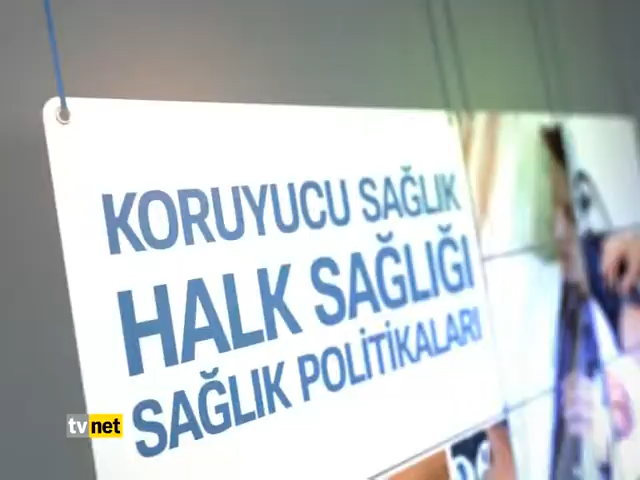 KORUYUCU SAĞLIK
HALK SAĞLIĞI
SAĞLIK POLİTİKALARI
tvnet